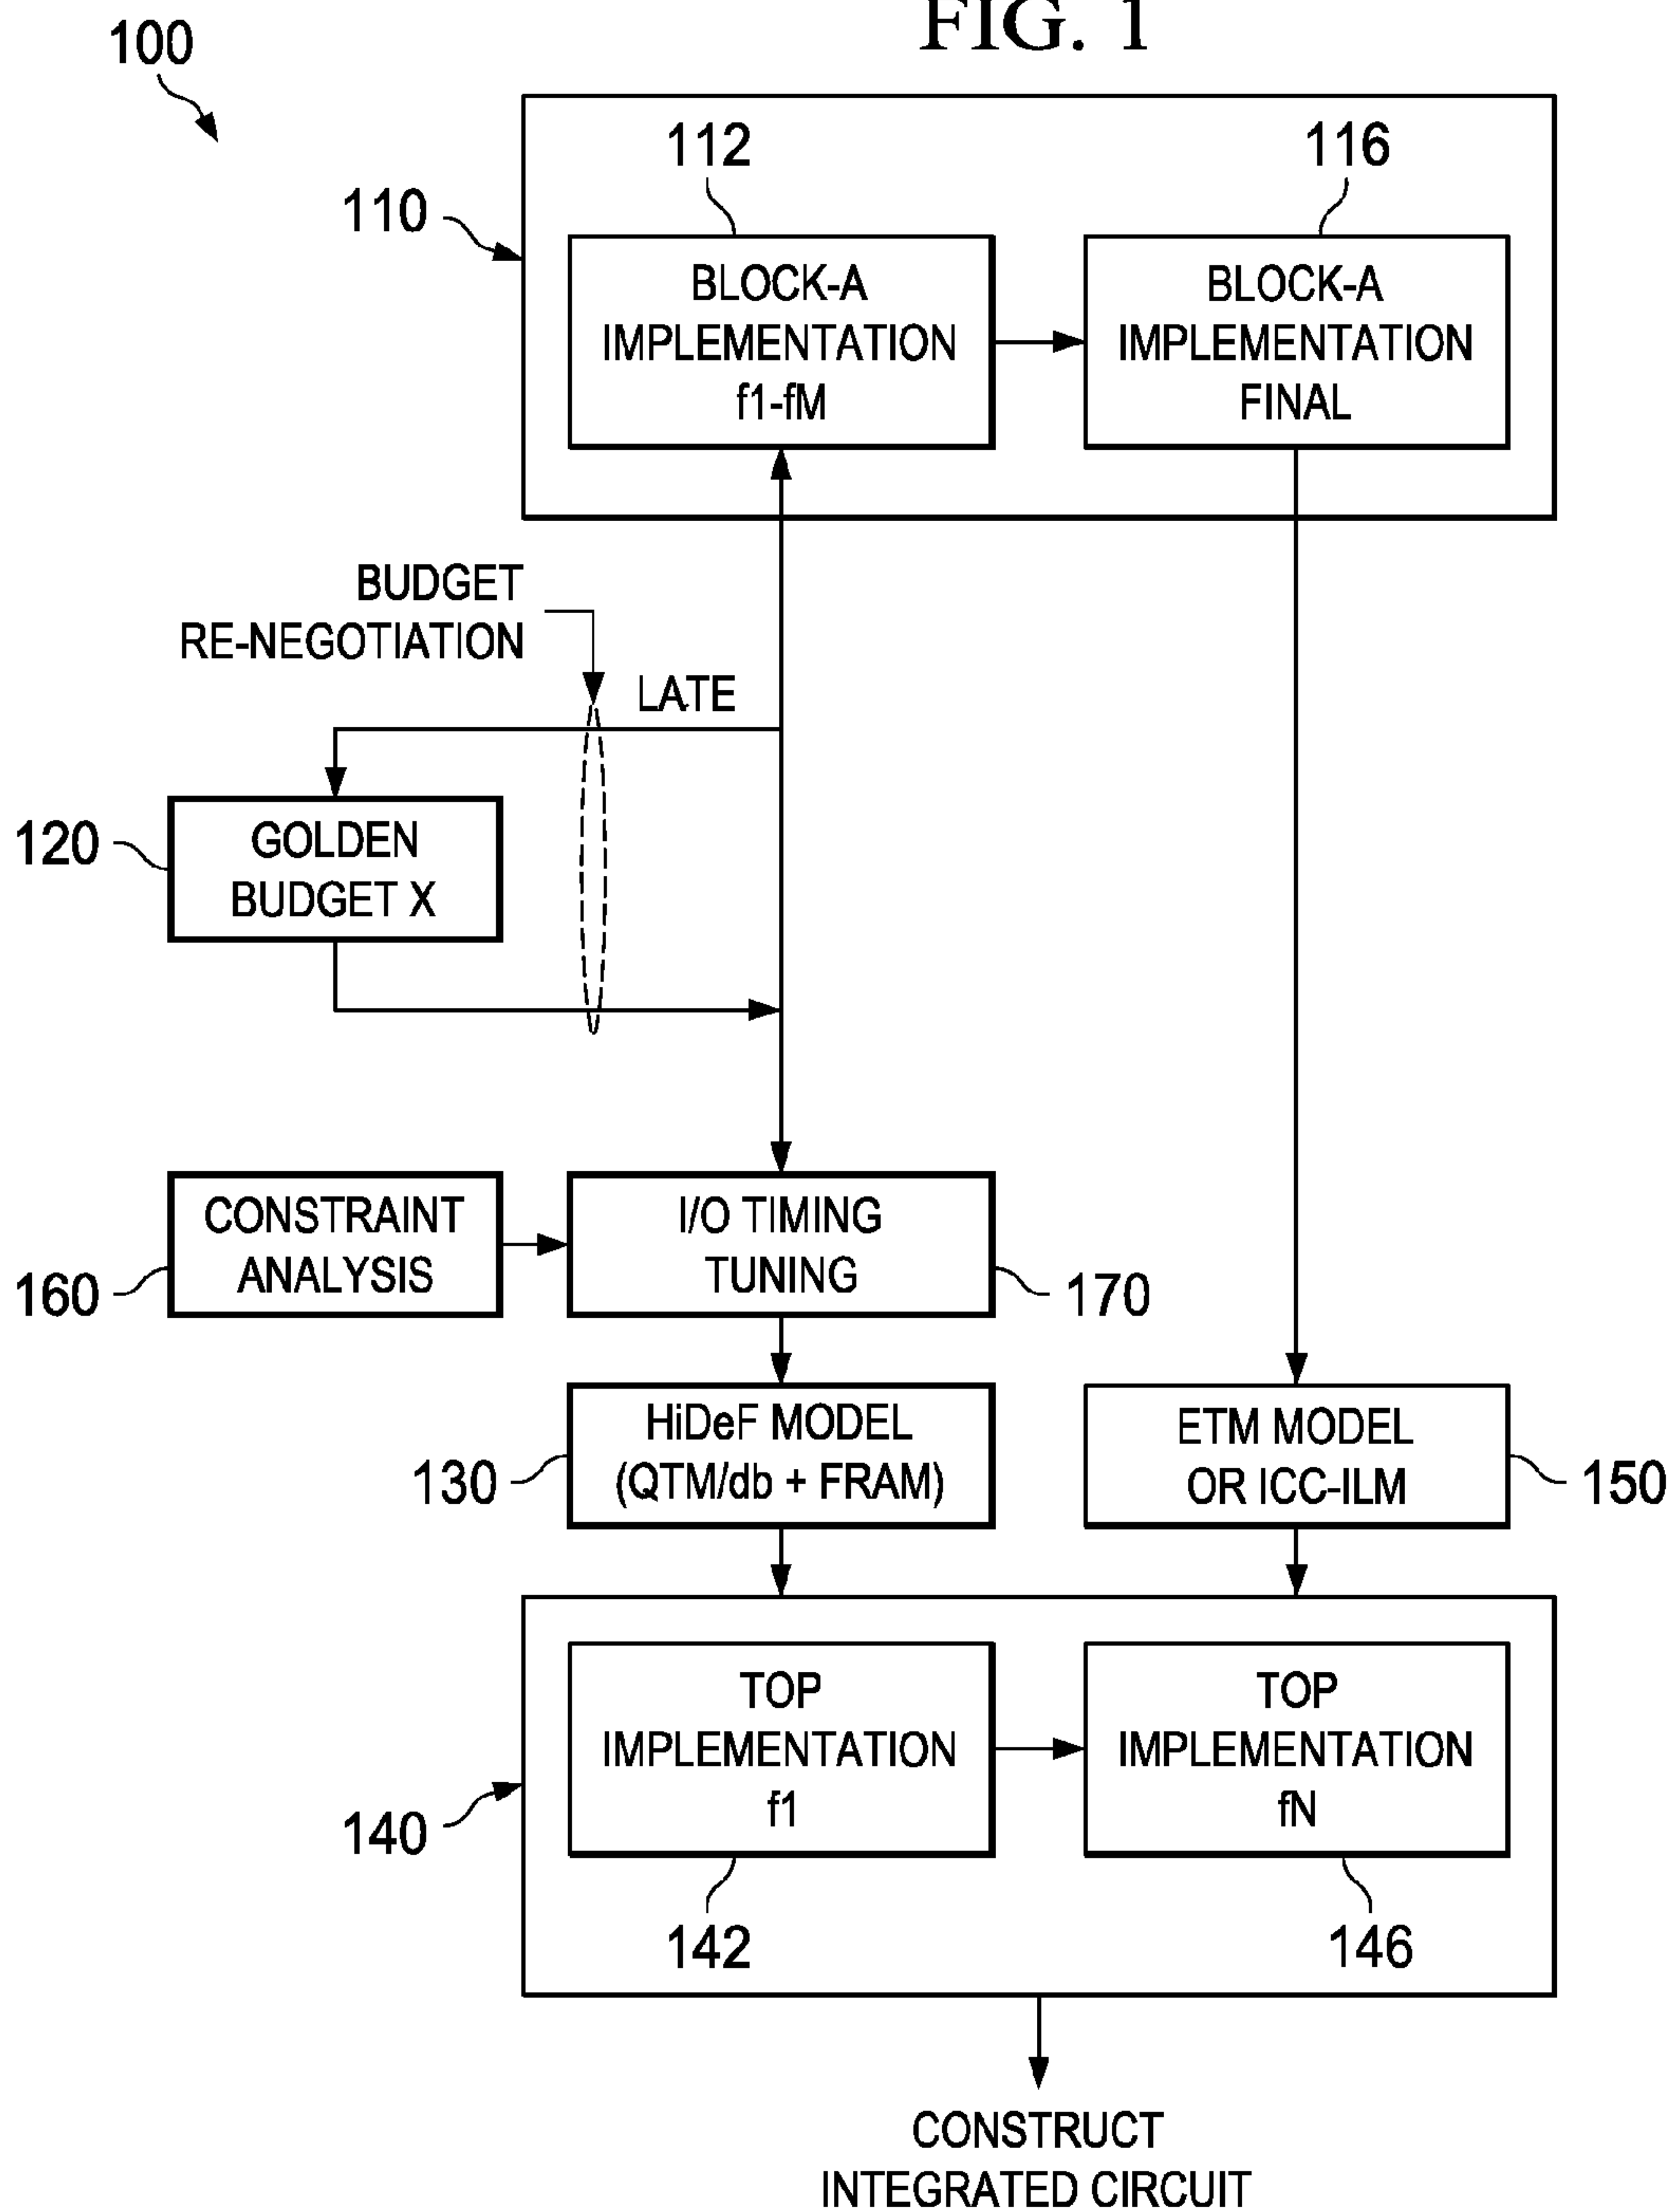 FIG. 1
100
112
116
110
BLOCK-A
IMPLEMENTATION
f1-fM
BLOCK-A
IMPLEMENTATION
FINAL
BUDGET
RE-NEGOTIATION
LATE
120
GOLDEN
BUDGET X
CONSTRAINT
ANALYSIS
160
I/O TIMING
TUNING
170
HiDeF MODEL
(QTM/db + FRAM)
130
ETM MODEL
OR ICC-ILM
150
TOP
IMPLEMENTATION
f1
TOP
IMPLEMENTATION
fN
140
142
146
CONSTRUCT
INTEGRATED CIRCUIT